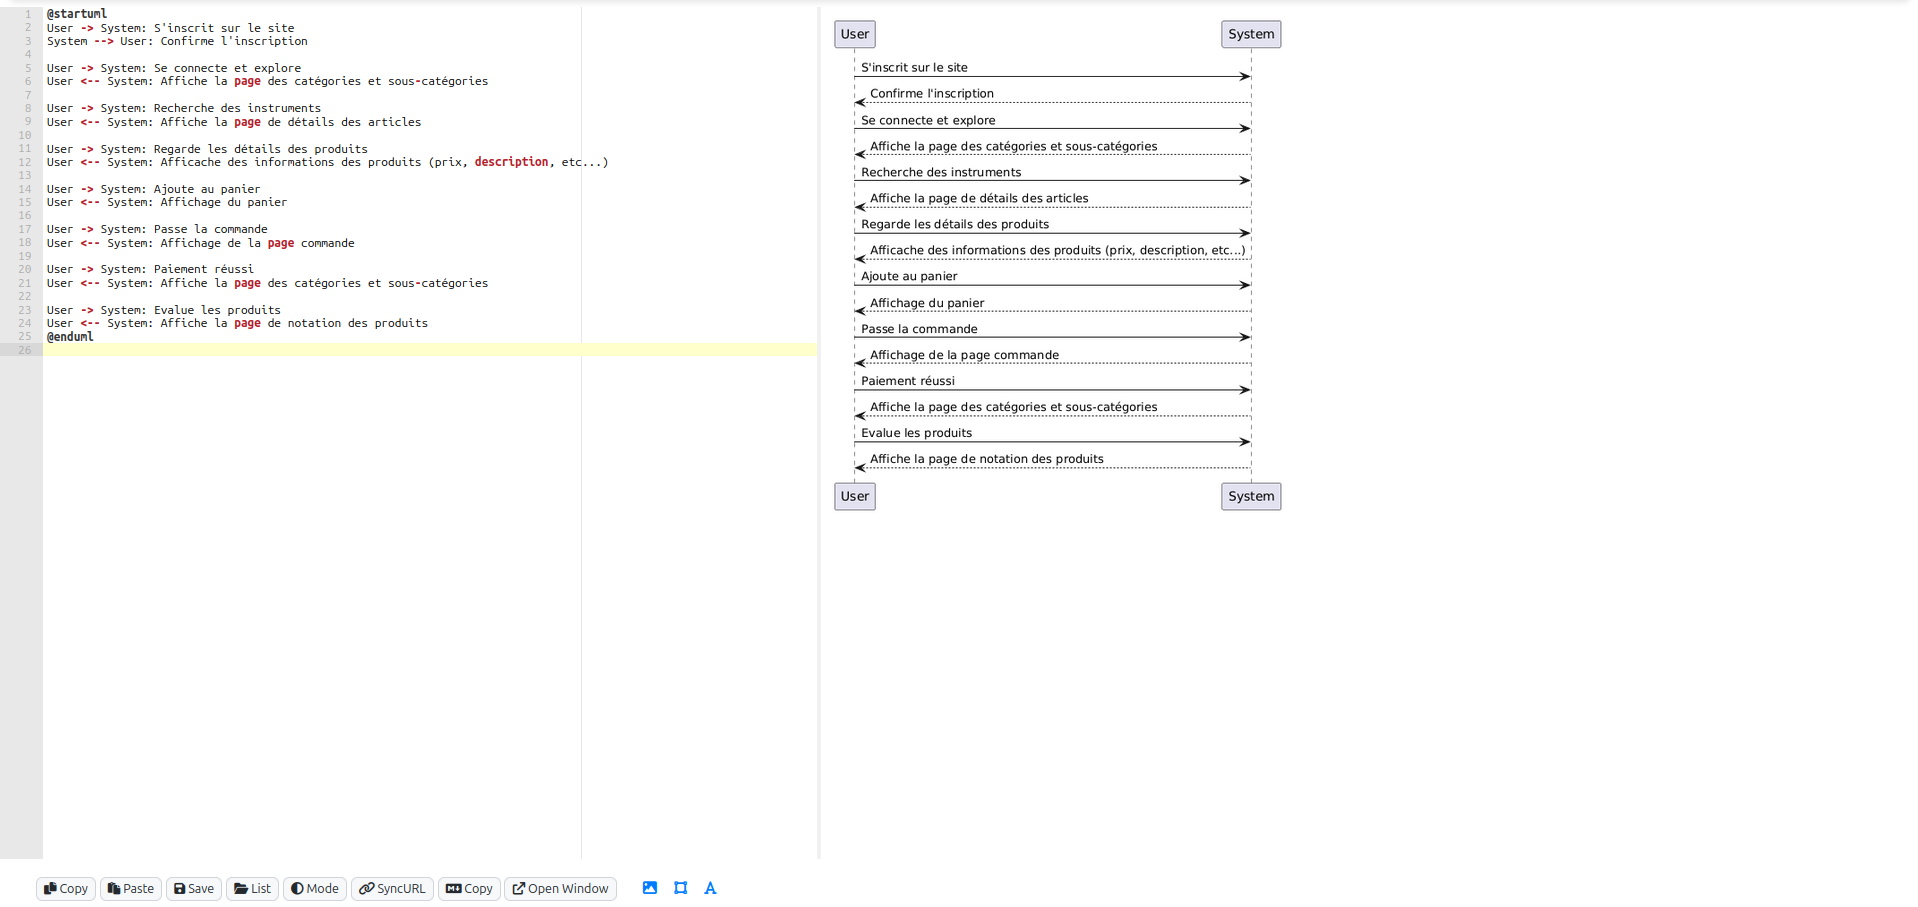 1 @startuml
2 User -> System: S'inscrit sur le site
3 System --> User: Confirme l'inscription
4
5 User -> System: Se connecte et explore
6 User <-- System: Affiche la page des catégories et sous-catégories
7
8 User -> System: Recherche des instruments
9 User <-- System: Affiche la page de détails des articles
10
11 User -> System: Regarde les détails des produits
12 User <-- System: Afficache des informations des produits (prix, description, etc...)
13
14 User -> System: Ajoute au panier
15 User <-- System: Affichage du panier
16
17 User -> System: Passe la commande
18 User <-- System: Affichage de la page commande
19
20 User -> System: Paiement réussi
21 User <-- System: Affiche la page des catégories et sous-catégories
22
23 User -> System: Evalue les produits
24 User <-- System: Affiche la page de notation des produits
25 @enduml
26
User System
S'inscrit sur le site
Confirme l'inscription
Se connecte et explore
Affiche la page des catégories et sous-catégories
Recherche des instruments
Affiche la page de détails des articles
Regarde les détails des produits
Afficache des informations des produits (prix, description, etc...)
Ajoute au panier
Affichage du panier
Passe la commande
Affichage de la page commande
Paiement réussi
Affiche la page des catégories et sous-catégories
Evalue les produits
Affiche la page de notation des produits
User System
Copy Paste Save List Mode SyncURL Copy Open Window